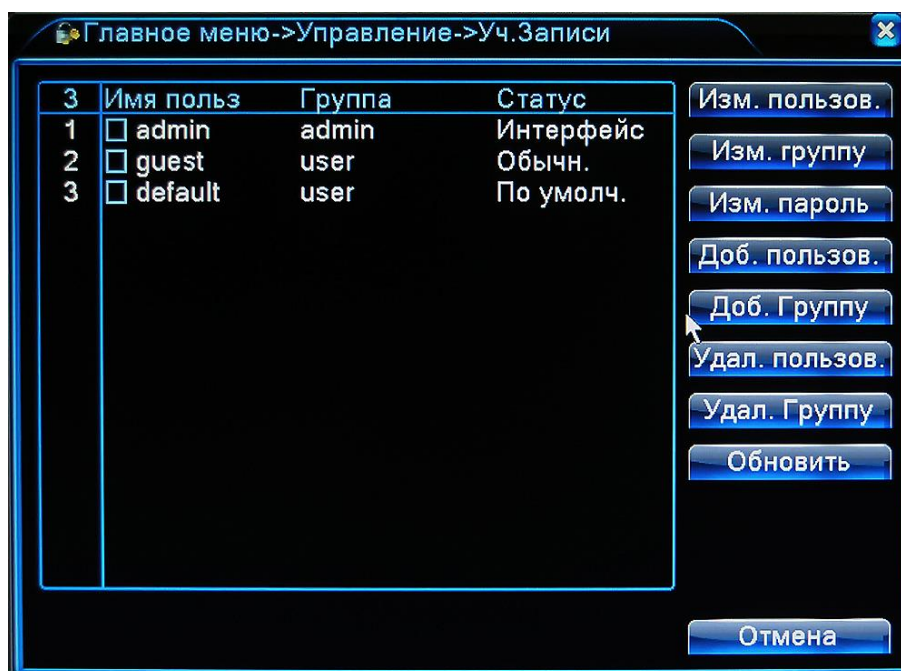 Главное меню->Управление->Уч.Записи
3 Имя польз Группа Статус
1 admin admin Интерфейс
2 guest user Обычн.
3 default user По умолч.
Изм. пользов.
Изм. группу
Изм. пароль
Доб. пользов.
Доб. Группу
Удал. пользов.
Удал. Группу
Обновить
Отмена